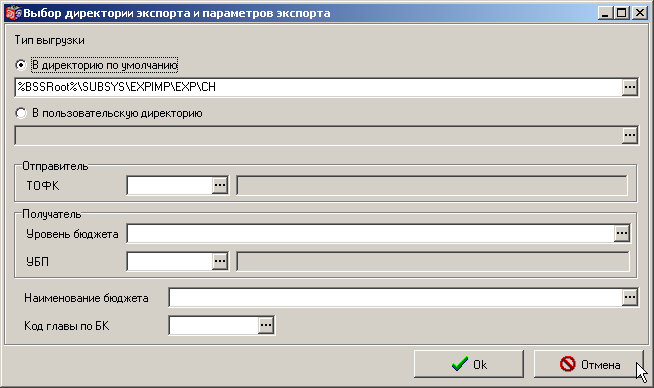 Выбор директории экспорта и параметров экспорта
Тип выгрузки
В директорию по умолчанию
%BSSRoot%\SUBSYS\EXPIMP\EXP\CH
В пользовательскую директорию
Отправитель
ТОФК
Получатель
Уровень бюджета
УБП
Наименование бюджета
Код главы по БК
Ok
Отмена